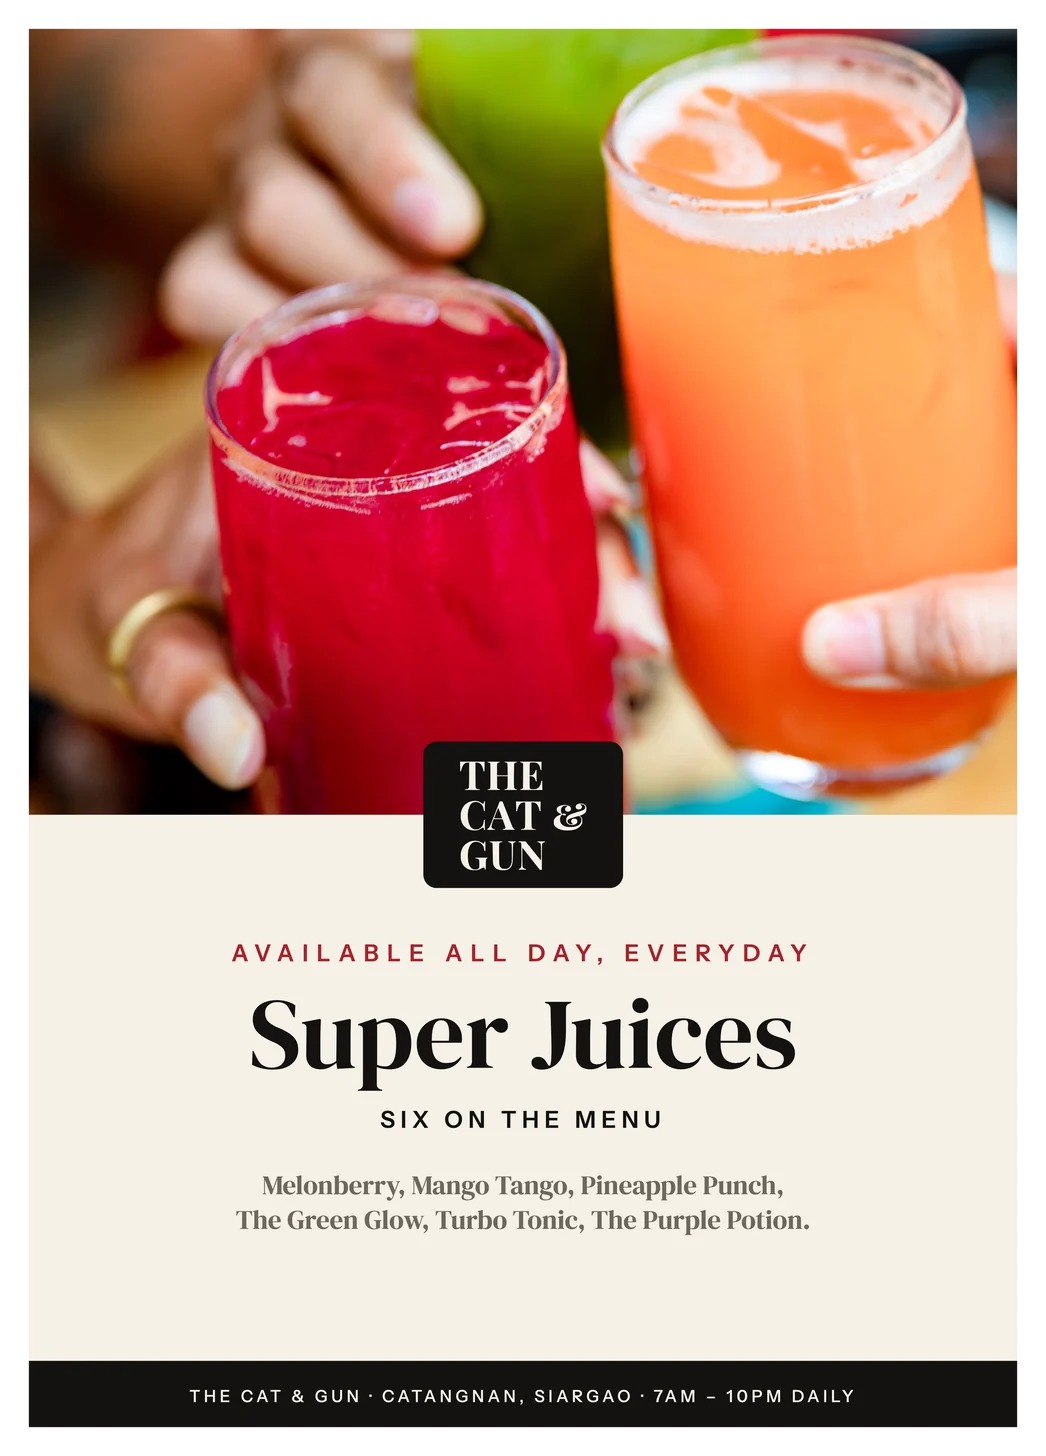 THE
CAT &
GUN
AVAILABLE ALL DAY, EVERYDAY
Super Juices
SIX ON THE MENU
Melonberry, Mango Tango, Pineapple Punch,
The Green Glow, Turbo Tonic, The Purple Potion.
THE CAT & GUN · CATANGNAN, SIARGAO · 7AM – 10PM DAILY